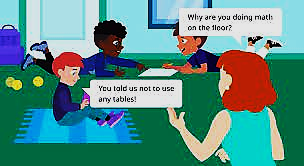 Why are you doing math
on the floor?
You told us not to use
any tables!